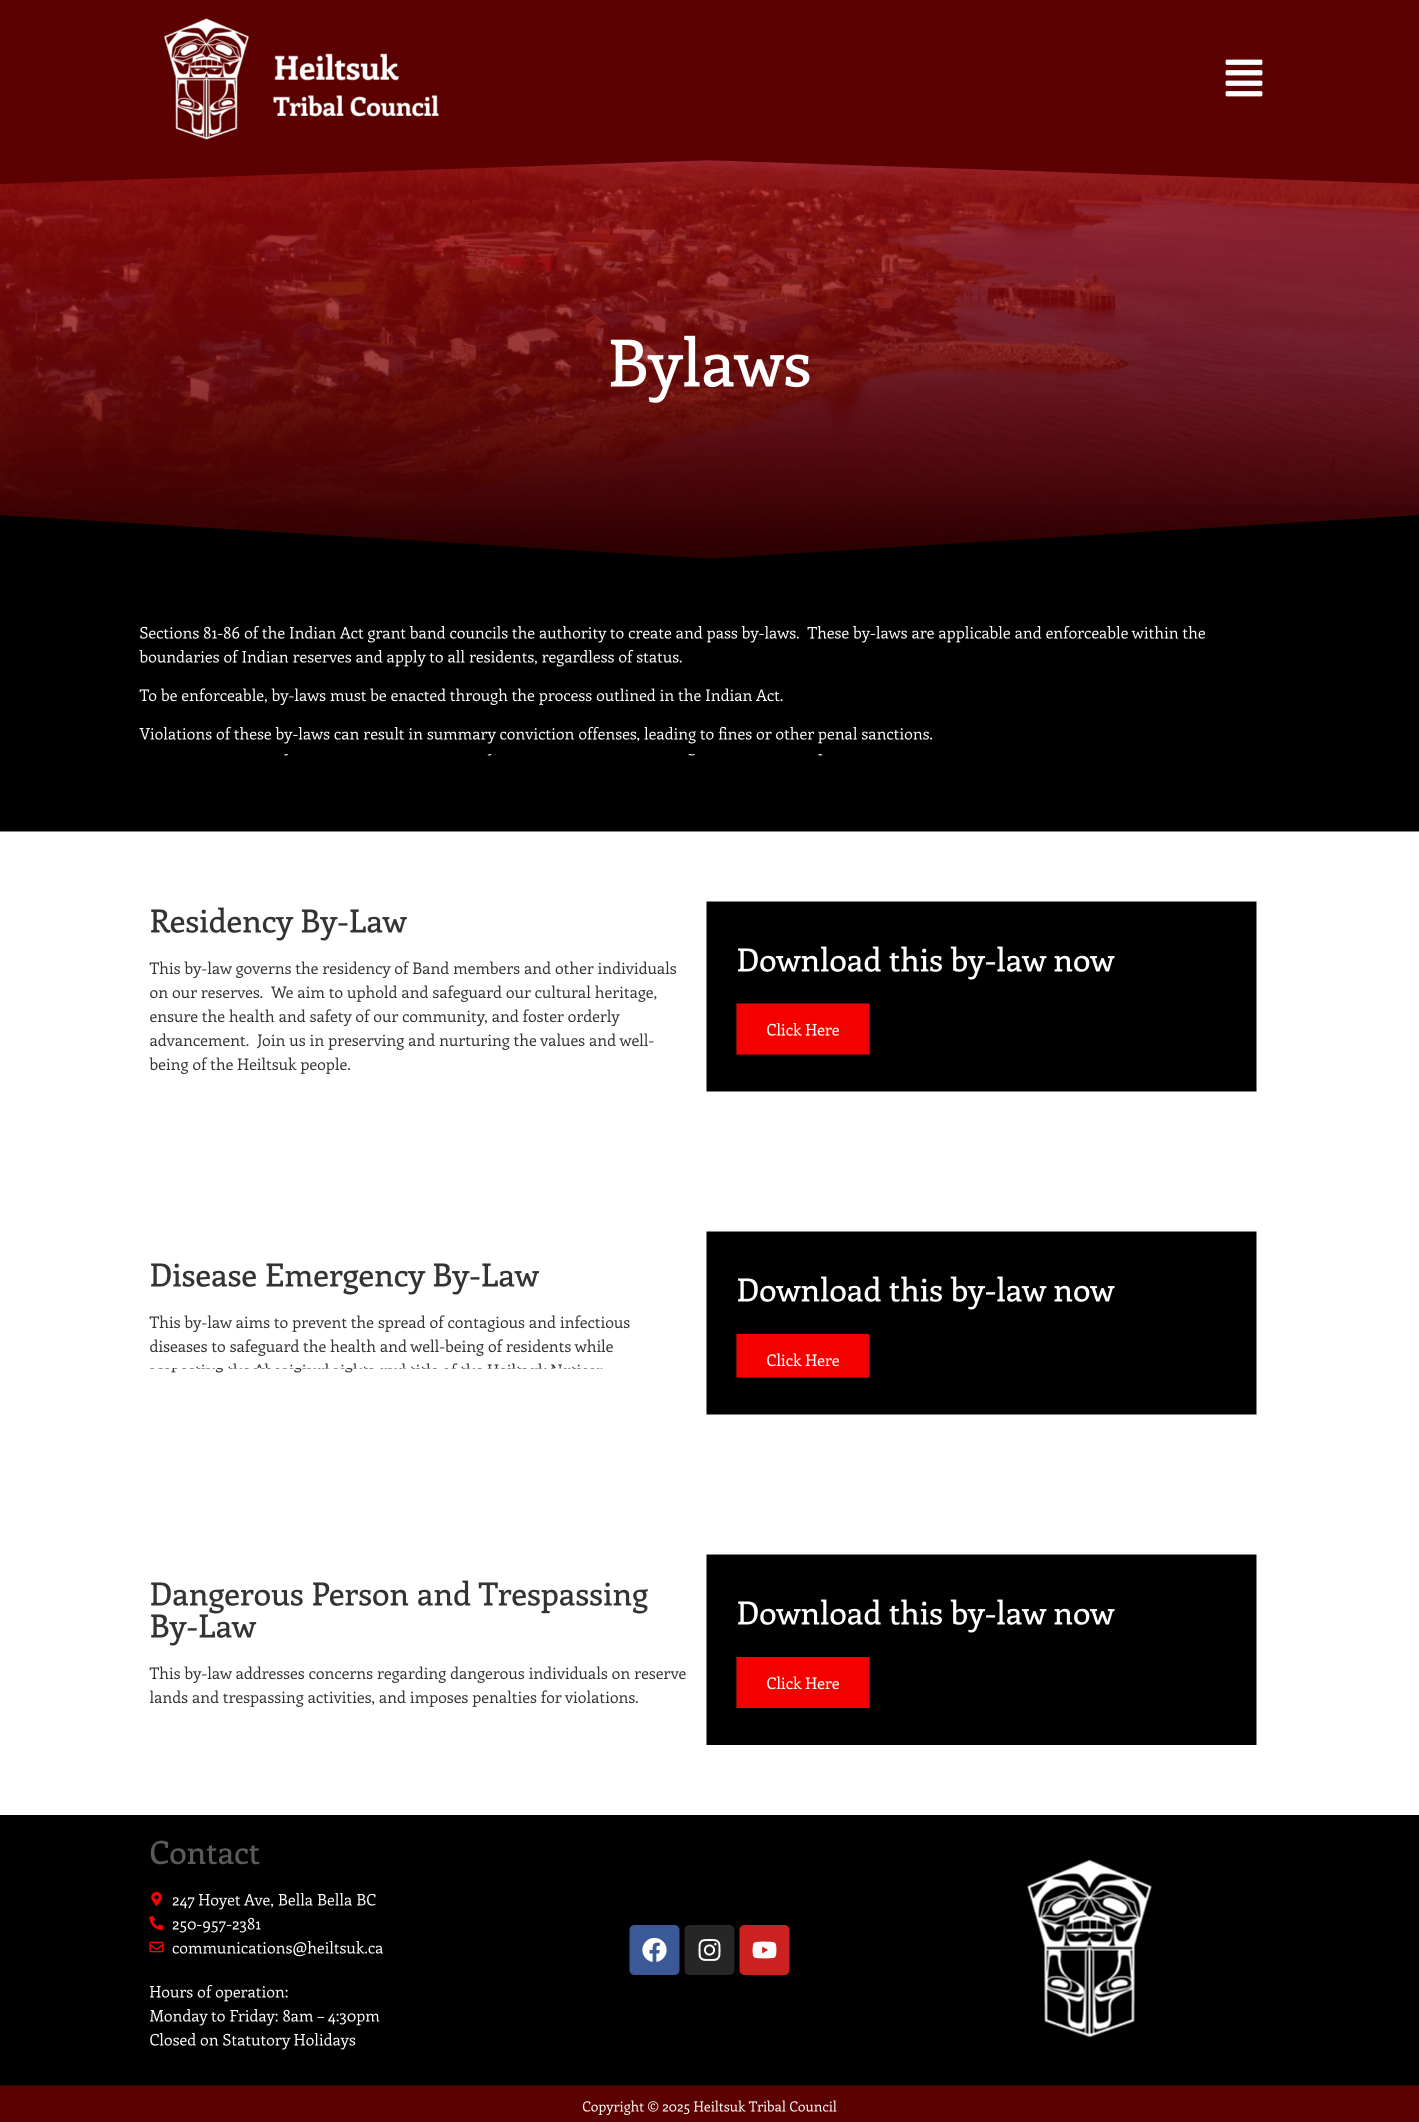 Heiltsuk
Tribal Council
Bylaws
Sections 81-86 of the Indian Act grant band councils the authority to create and pass by-laws.  These by-laws are applicable and enforceable within the
boundaries of Indian reserves and apply to all residents, regardless of status.
To be enforceable, by-laws must be enacted through the process outlined in the Indian Act.
Violations of these by-laws can result in summary conviction offenses, leading to fines or other penal sanctions.
Residency By-Law
This by-law governs the residency of Band members and other individuals
on our reserves.  We aim to uphold and safeguard our cultural heritage,
ensure the health and safety of our community, and foster orderly
advancement.  Join us in preserving and nurturing the values and well-
being of the Heiltsuk people.
Download this by-law now
Click Here
Disease Emergency By-Law
This by-law aims to prevent the spread of contagious and infectious
diseases to safeguard the health and well-being of residents while
Download this by-law now
Click Here
Dangerous Person and Trespassing
By-Law
This by-law addresses concerns regarding dangerous individuals on reserve
lands and trespassing activities, and imposes penalties for violations.
Download this by-law now
Click Here
Contact
247 Hoyet Ave, Bella Bella BC
250-957-2381
communications@heiltsuk.ca
Hours of operation:
Monday to Friday: 8am – 4:30pm
Closed on Statutory Holidays
Copyright © 2025 Heiltsuk Tribal Council